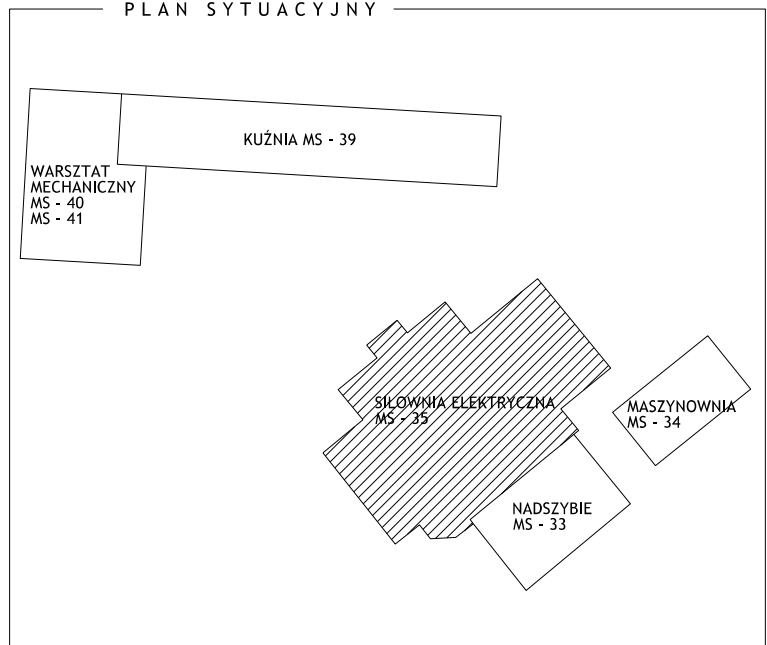 PLAN SYTUACYJNY
KUŹNIA MS - 39
WARSZTAT
MECHANICZNY
MS - 40
MS - 41
SIŁOWNIA ELEKTRYCZNA
MS - 35
MASZYNOWNIA
MS - 34
NADSZYBIE
MS - 33